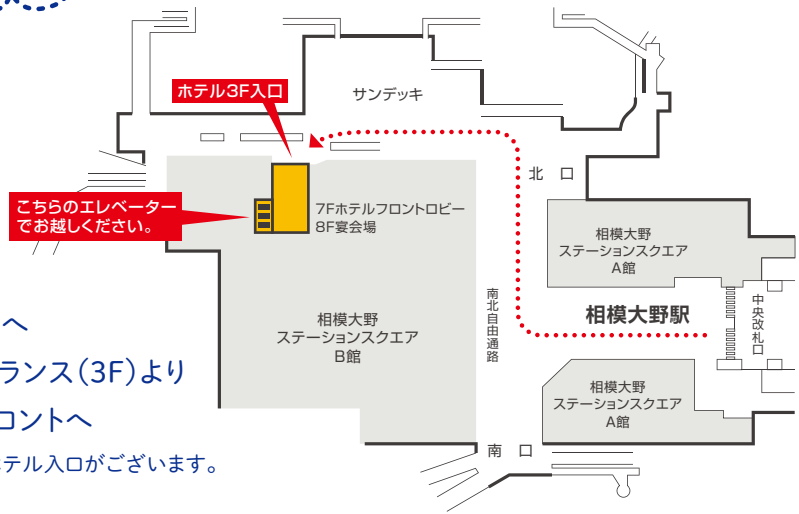 ホテル3F入口
サンデッキ
北 口
こちらのエレベーター
でお越しください。
7Fホテルフロントロビー
8F宴会場
相模大野
ステーションスクエア
A館
南北自由通路
相模大野駅
中央改札口
相模大野
ステーションスクエア
B館
相模大野
ステーションスクエア
A館
南 口
へ
ランス(3F)より
ロントへ
テル入口がございます。